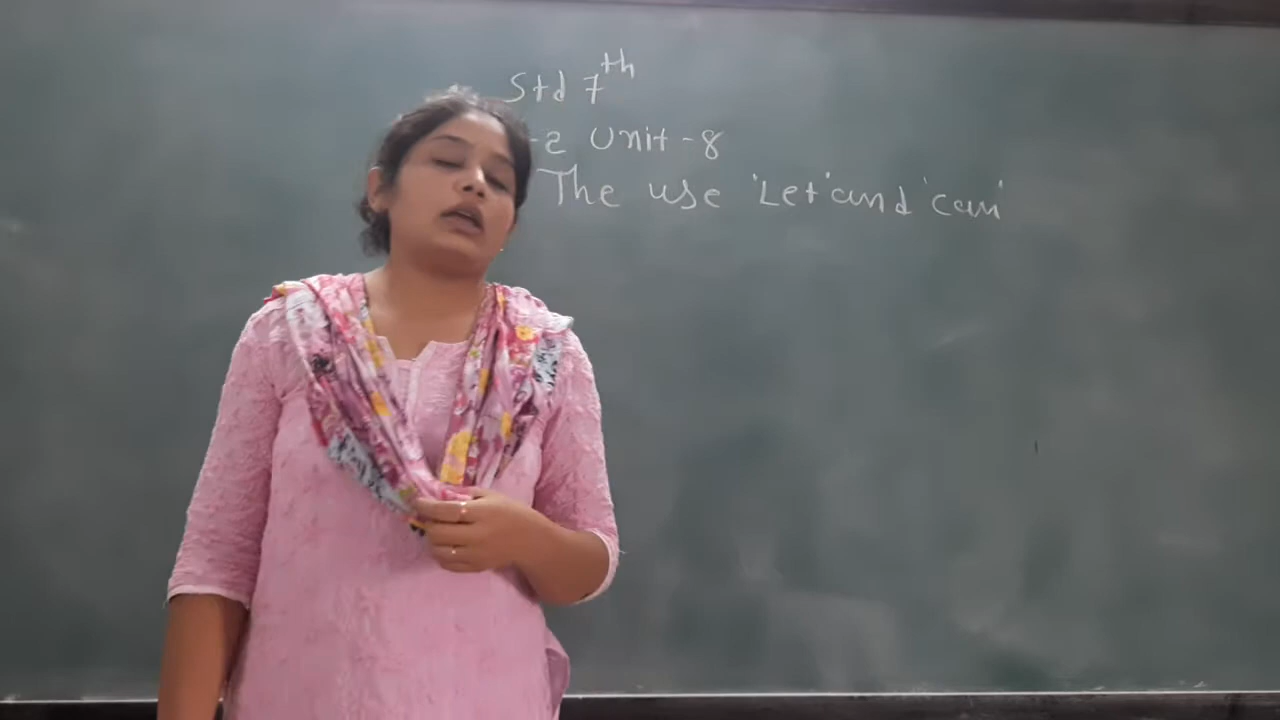 Std 7th
-2 Unit -8
The use 'Let' and 'can'